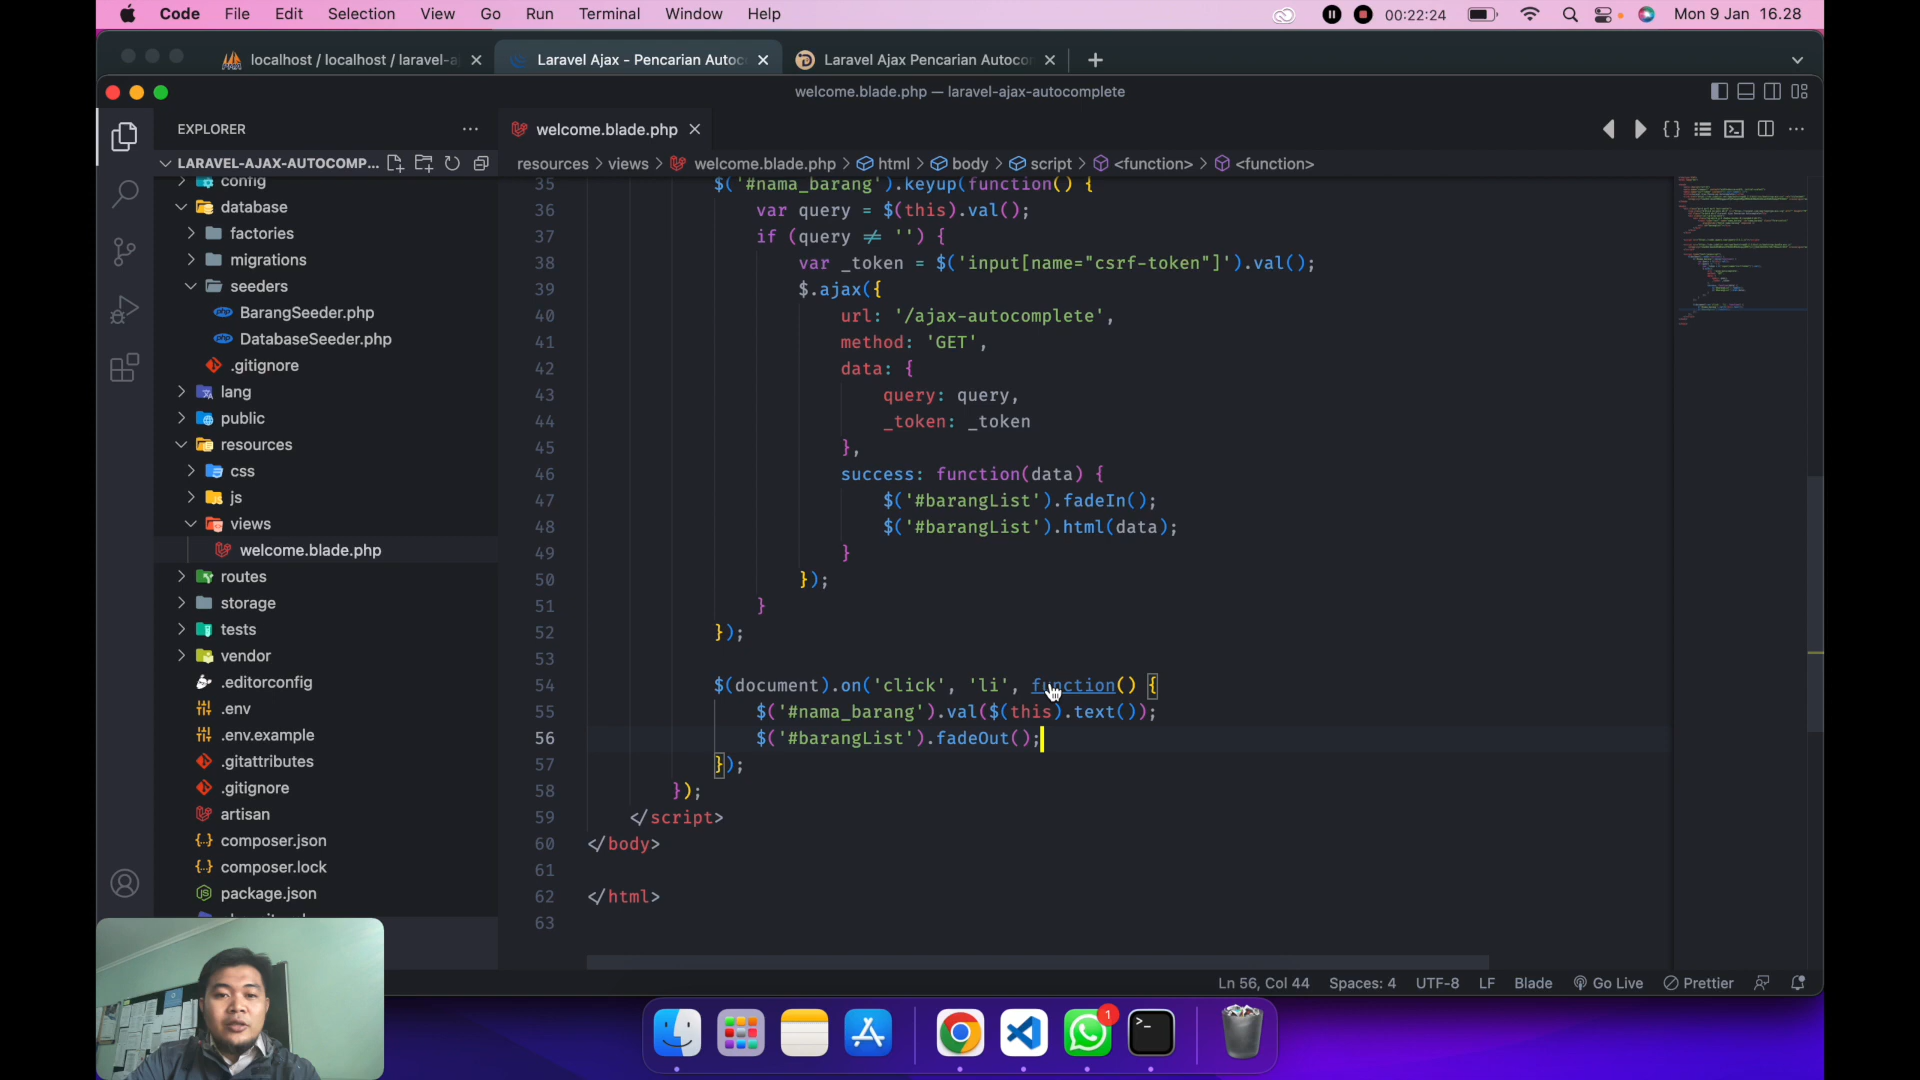 Code File Edit Selection View Go Run Terminal Window Help 00:22:24 Mon 9 Jan 16.28
localhost / localhost / laravel-a
Laravel Ajax - Pencarian Autoc
Laravel Ajax Pencarian Autoco
welcome.blade.php — laravel-ajax-autocomplete
EXPLORER
welcome.blade.php
LARAVEL-AJAX-AUTOCOMP...
resources > views > welcome.blade.php > html > body > script > <function> > <function>
config
database
factories
migrations
seeders
BarangSeeder.php
DatabaseSeeder.php
.gitignore
lang
public
resources
css
js
views
welcome.blade.php
routes
storage
tests
vendor
.editorconfig
.env
.env.example
.gitattributes
.gitignore
artisan
composer.json
composer.lock
package.json
35 $('#nama_barang').keyup(function() {
36 var query = $(this).val();
37 if (query ≠ '') {
38 var _token = $('input[name="csrf-token"]').val();
39 $.ajax({
40 url: '/ajax-autocomplete',
41 method: 'GET',
42 data: {
43 query: query,
44 _token: _token
45 },
46 success: function(data) {
47 $('#barangList').fadeIn();
48 $('#barangList').html(data);
49 }
50 });
51 }
52 });
53
54 $(document).on('click', 'li', function() {
55 $('#nama_barang').val($(this).text());
56 $('#barangList').fadeOut();
57 });
58 });
59 </script>
60 </body>
61
62 </html>
63
Ln 56, Col 44 Spaces: 4 UTF-8 LF Blade Go Live Prettier
1